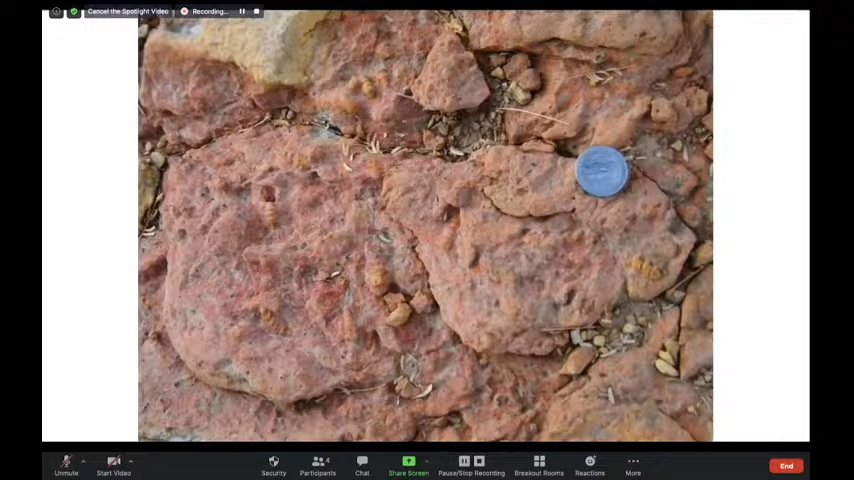 Cancel the Spotlight Video
Recording...
Unmute
Start Video
Security
Participants
4
Chat
Share Screen
Pause/Stop Recording
Breakout Rooms
Reactions
More
End